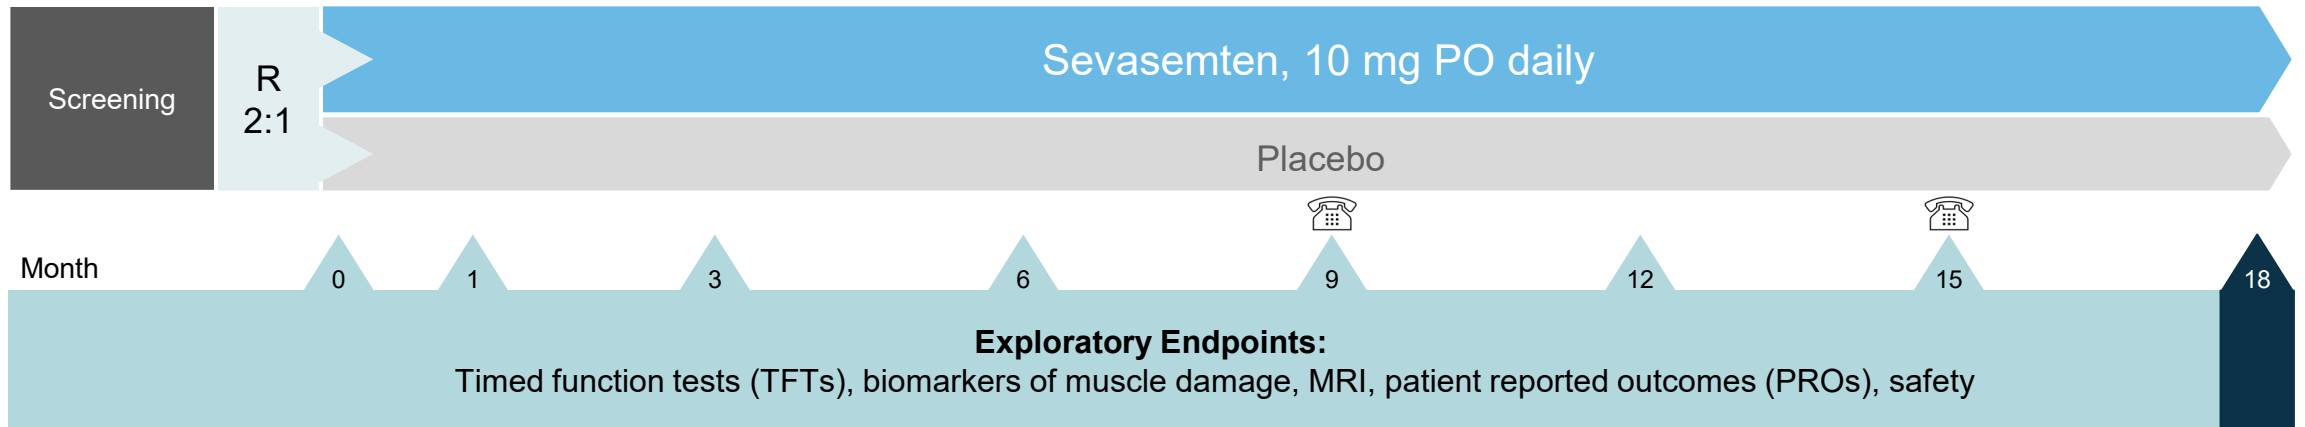 Screening
R
2:1
Sevasemten, 10 mg PO daily
Placebo
Month
0
1
3
6
9
12
15
18
Exploratory Endpoints:
Timed function tests (TFTs), biomarkers of muscle damage, MRI, patient reported outcomes (PROs), safety